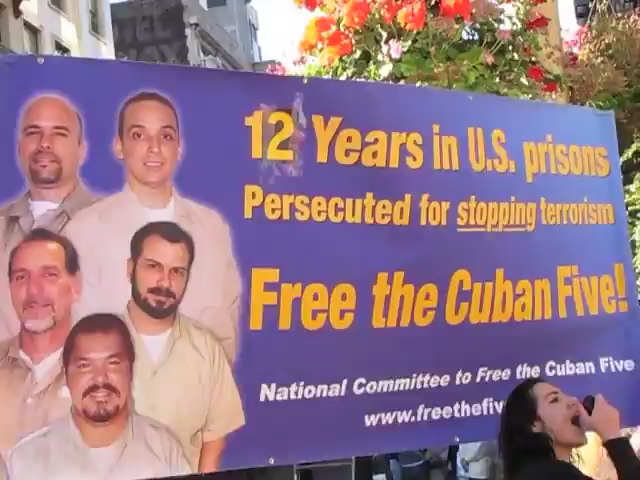 12 Years in U.S. prisons
Persecuted for stopping terrorism
Free the Cuban Five!
National Committee to Free the Cuban Five